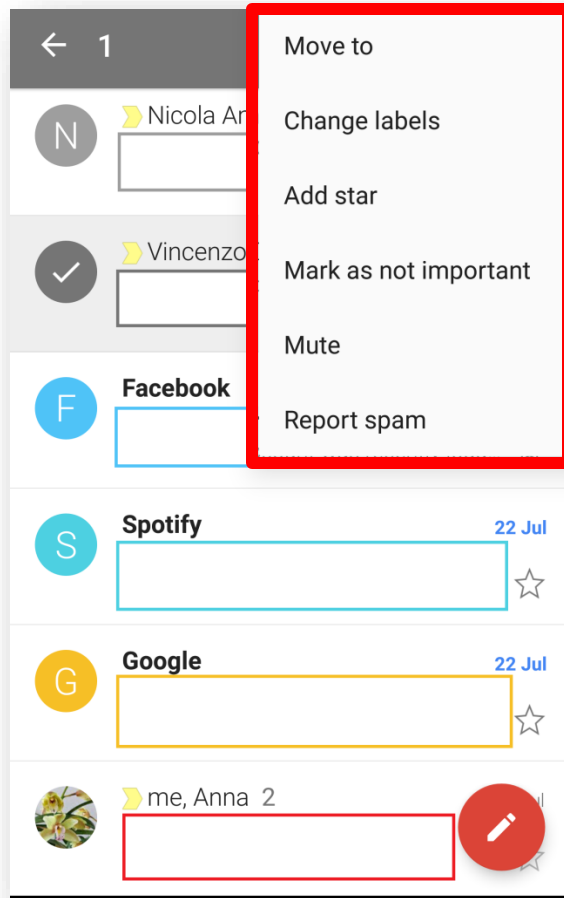 1
Move to
Change labels
Add star
Mark as not important
Mute
Report spam
N
Nicola
Vincenzo
F
Facebook
S
Spotify
22 Jul
G
Google
22 Jul
me, Anna 2